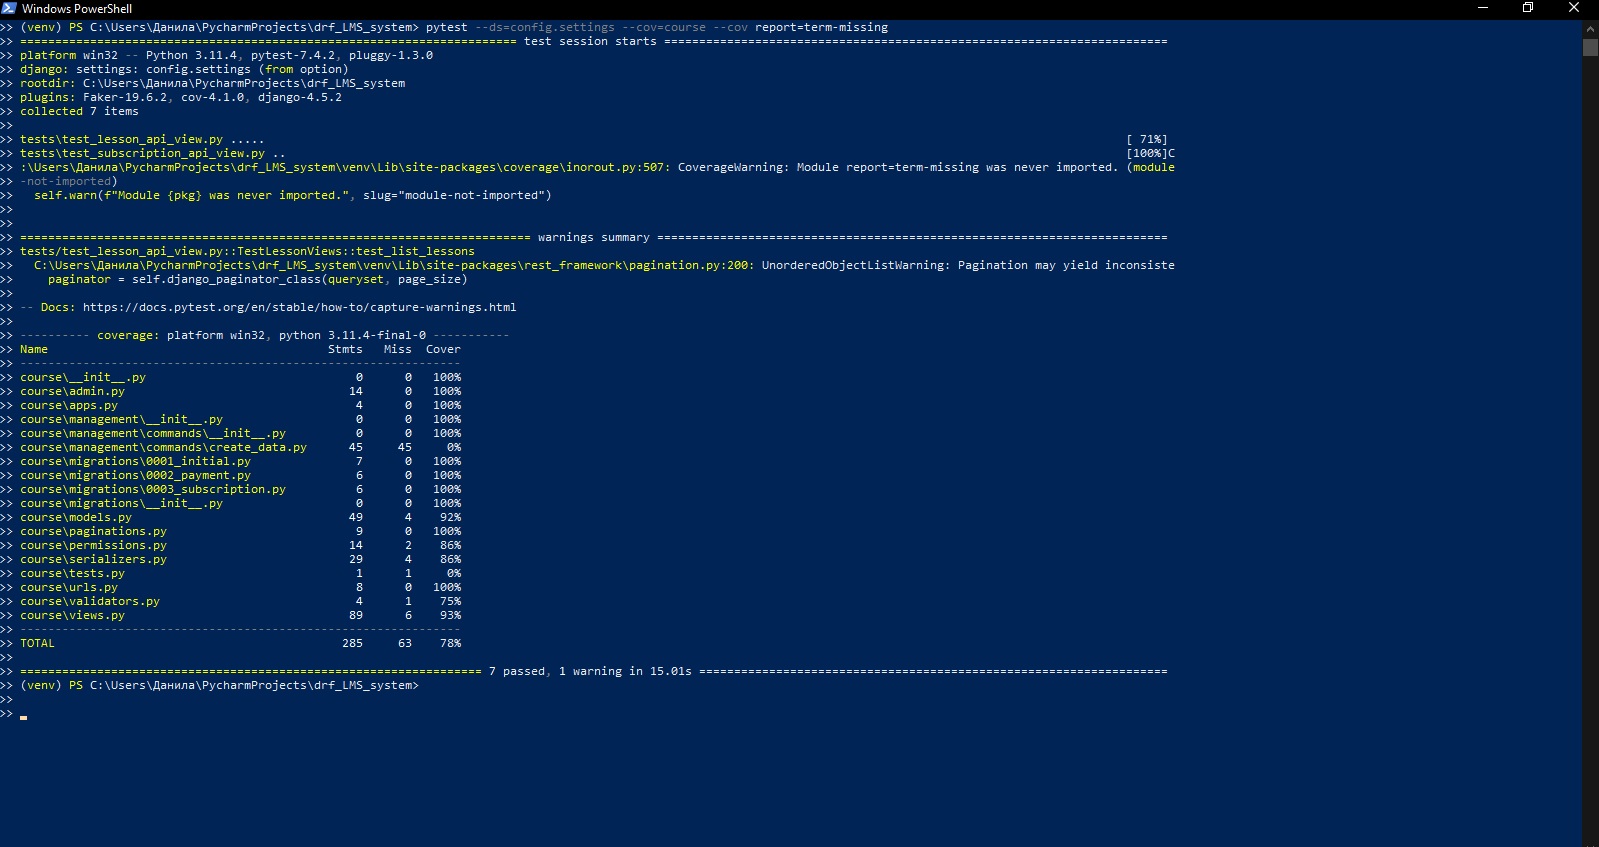 Windows PowerShell
>> (venv) PS C:\Users\Данила\PycharmProjects\drf_LMS_system> pytest --ds=config.settings --cov=course --cov report=term-missing
>> ======================================================================= test session starts ========================================================================
>> platform win32 -- Python 3.11.4, pytest-7.4.2, pluggy-1.3.0
>> django: settings: config.settings (from option)
>> rootdir: C:\Users\Данила\PycharmProjects\drf_LMS_system
>> plugins: Faker-19.6.2, cov-4.1.0, django-4.5.2
>> collected 7 items
>>
>> tests\test_lesson_api_view.py ..... [ 71%]
>> tests\test_subscription_api_view.py .. [100%]C
>> :\Users\Данила\PycharmProjects\drf_LMS_system\venv\Lib\site-packages\coverage\inorout.py:507: CoverageWarning: Module report=term-missing was never imported. (module
>> -not-imported)
>> self.warn(f"Module {pkg} was never imported.", slug="module-not-imported")
>>
>>
>> ========================================================================= warnings summary =========================================================================
>> tests/test_lesson_api_view.py::TestLessonViews::test_list_lessons
>> C:\Users\Данила\PycharmProjects\drf_LMS_system\venv\Lib\site-packages\rest_framework\pagination.py:200: UnorderedObjectListWarning: Pagination may yield inconsiste
>> paginator = self.django_paginator_class(queryset, page_size)
>>
>> -- Docs: https://docs.pytest.org/en/stable/how-to/capture-warnings.html
>>
>> ---------- coverage: platform win32, python 3.11.4-final-0 -----------
>> Name Stmts Miss Cover
>> ---------------------------------------------------------------
>> course\__init__.py 0 0 100%
>> course\admin.py 14 0 100%
>> course\apps.py 4 0 100%
>> course\management\__init__.py 0 0 100%
>> course\management\commands\__init__.py 0 0 100%
>> course\management\commands\create_data.py 45 45 0%
>> course\migrations\0001_initial.py 7 0 100%
>> course\migrations\0002_payment.py 6 0 100%
>> course\migrations\0003_subscription.py 6 0 100%
>> course\migrations\__init__.py 0 0 100%
>> course\models.py 49 4 92%
>> course\paginations.py 9 0 100%
>> course\permissions.py 14 2 86%
>> course\serializers.py 29 4 86%
>> course\tests.py 1 1 0%
>> course\urls.py 8 0 100%
>> course\validators.py 4 1 75%
>> course\views.py 89 6 93%
>> ---------------------------------------------------------------
>> TOTAL 285 63 78%
>>
>> ================================================================== 7 passed, 1 warning in 15.01s ===================================================================
>> (venv) PS C:\Users\Данила\PycharmProjects\drf_LMS_system>
>>
>>